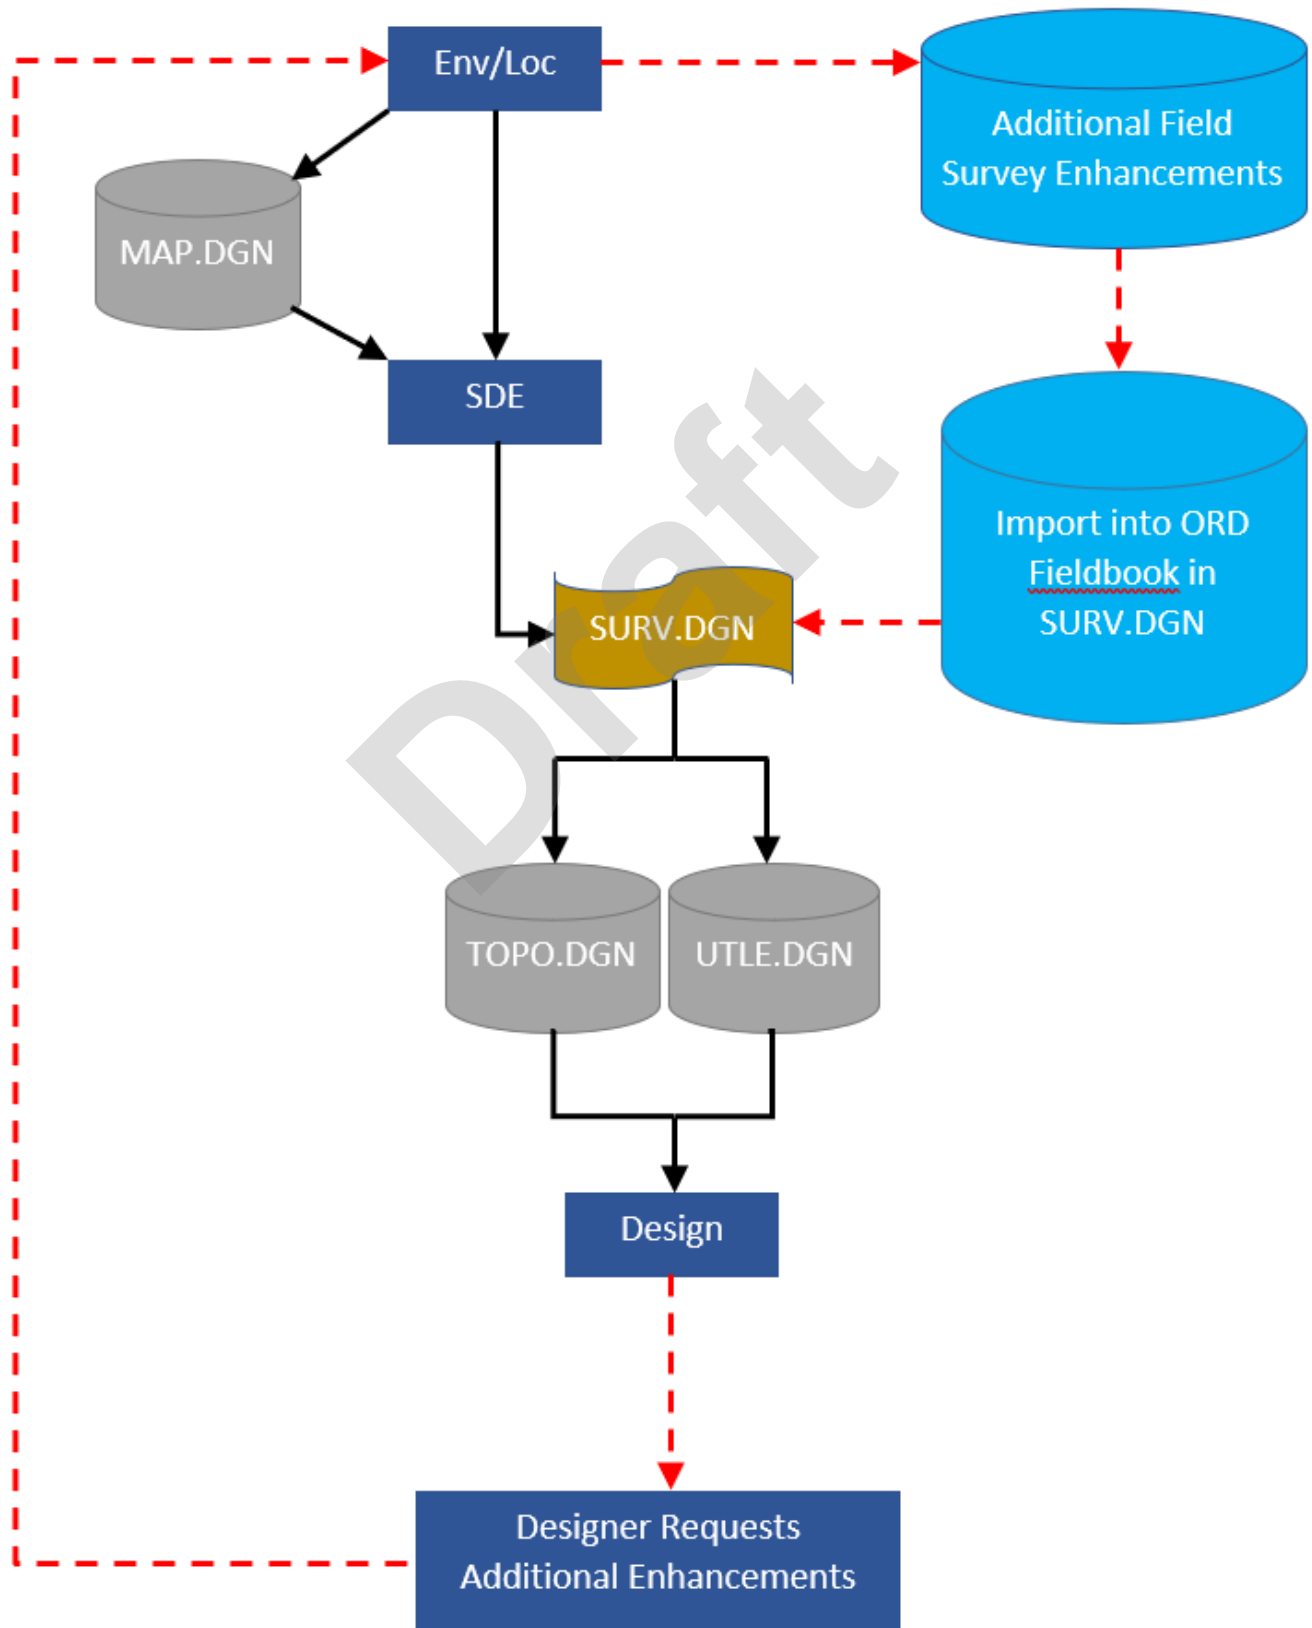 Env/Loc
Additional Field
Survey Enhancements
MAP.DGN
SDE
Import into ORD
Fieldbook in
SURV.DGN
SURV.DGN
Draft
TOPO.DGN
UTLE.DGN
Design
Designer Requests
Additional Enhancements